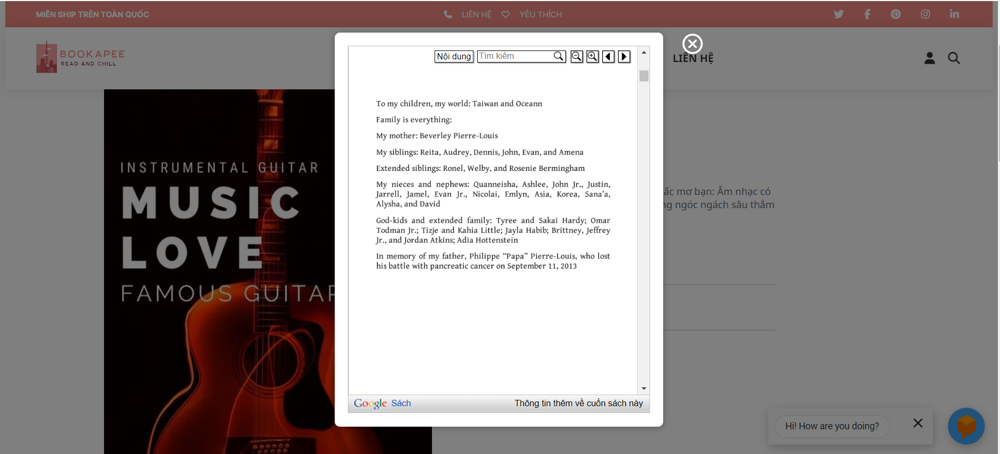 MIỄN SHIP TRÊN TOÀN QUỐC
LIÊN HỆ
YÊU THÍCH
BOOKAPEE
READ AND CHILL
LIÊN HỆ
Nội dung
Tìm kiếm
To my children, my world: Taiwan and Oceann
Family is everything:
My mother: Beverley Pierre-Louis
My siblings: Reita, Audrey, Dennis, John, Evan, and Amena
Extended siblings: Ronel, Welby, and Rosenie Bermingham
My nieces and nephews: Quanneisha, Ashlee, John Jr., Justin,
Jarrell, Jamel, Evan Jr., Nicolai, Emlyn, Asia, Korea, Sana’a,
Alysha, and David
God-kids and extended family: Tyree and Sakai Hardy; Omar
Todman Jr.; Tizje and Kahia Little; Jayla Habib; Brittney, Jeffrey
Jr., and Jordan Atkins; Adia Hottenstein
In memory of my father, Philippe “Papa” Pierre-Louis, who lost
his battle with pancreatic cancer on September 11, 2013
Google Sách
Thông tin thêm về cuốn sách này
INSTRUMENTAL GUITAR
MUSIC
LOVE
FAMOUS GUITAR
mơ bạn: Âm nhạc có
ngóc ngách sâu thẳm
Hi! How are you doing?